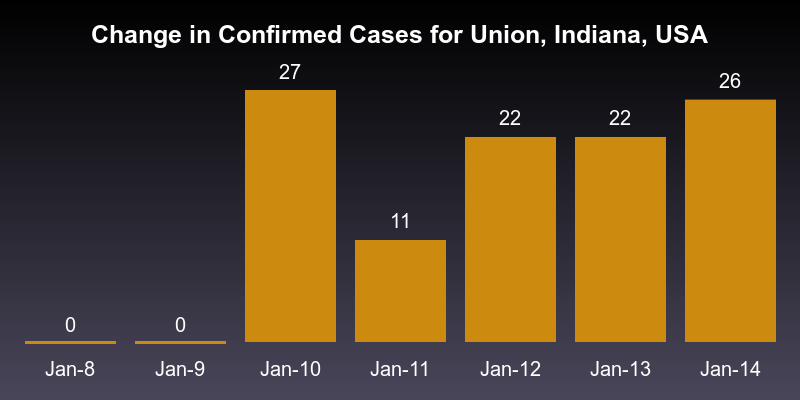 Change in Confirmed Cases for Union, Indiana, USA
0 0 27 11 22 22 26
Jan-8 Jan-9 Jan-10 Jan-11 Jan-12 Jan-13 Jan-14